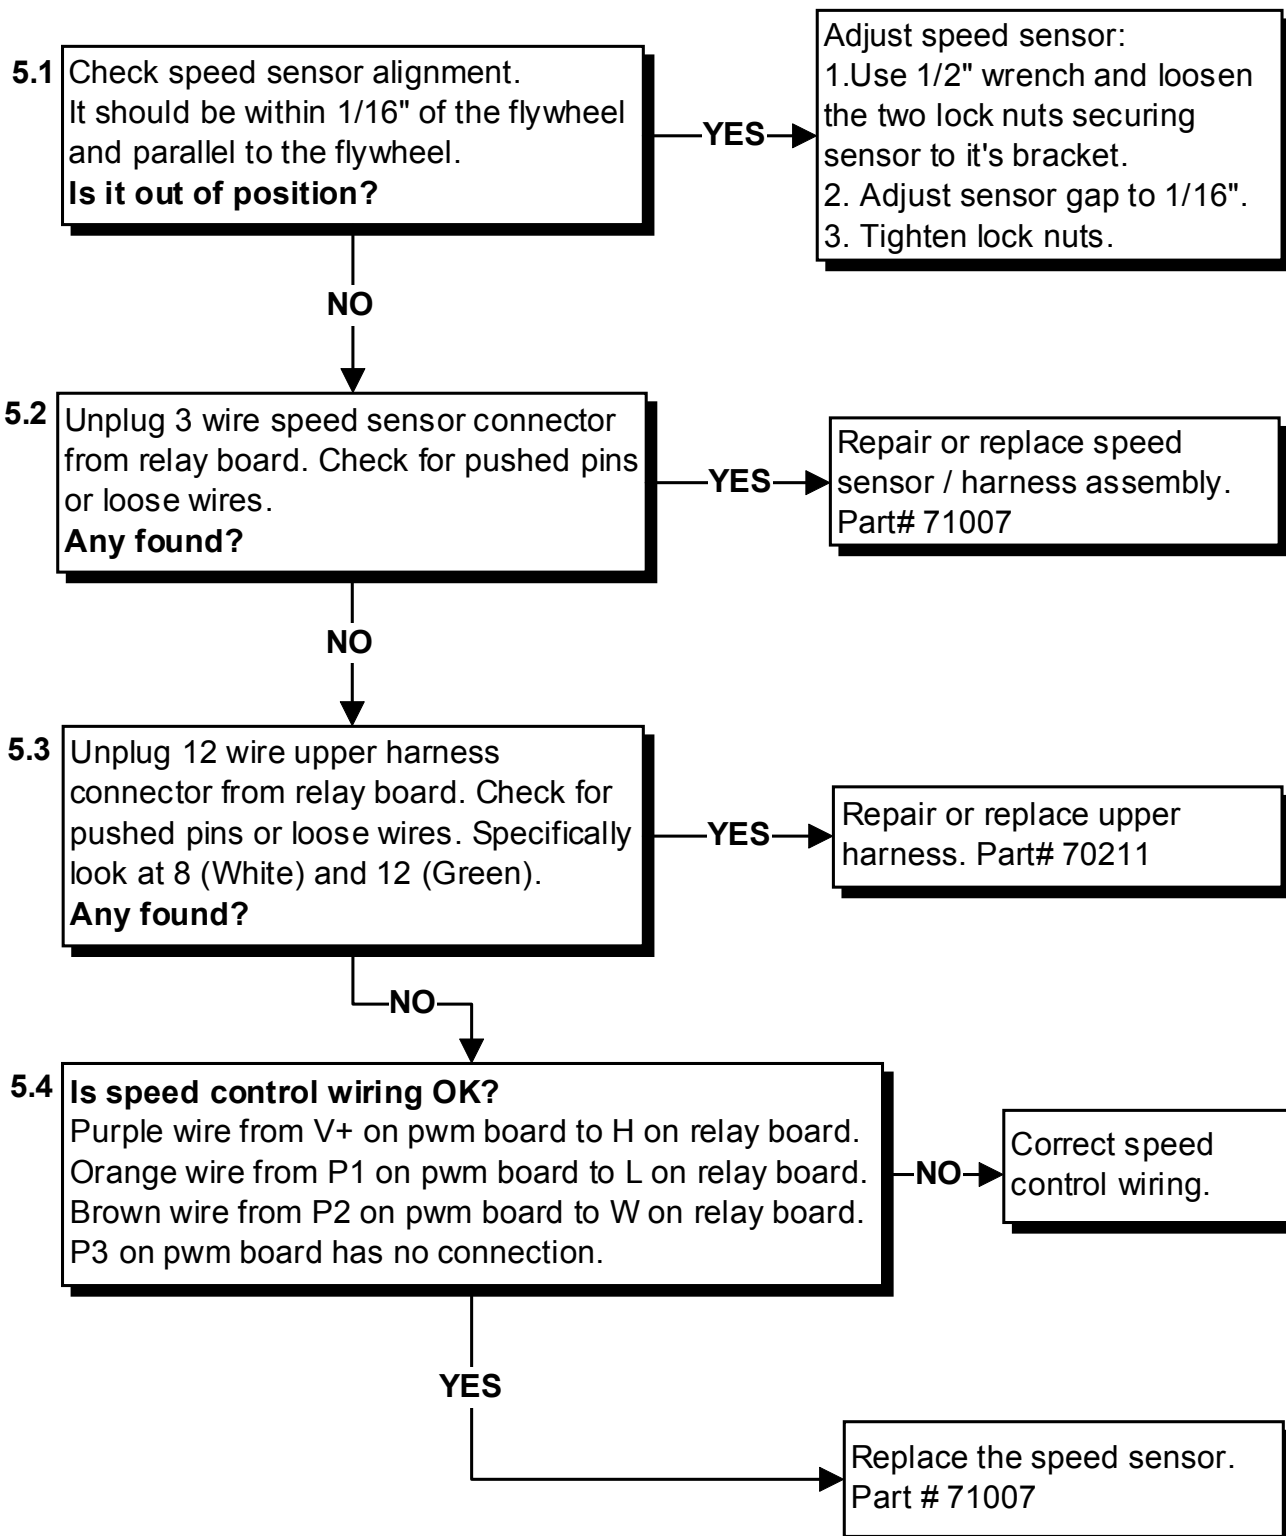 5.1
Check speed sensor alignment.
It should be within 1/16" of the flywheel
and parallel to the flywheel.
Is it out of position?
YES
Adjust speed sensor:
1.Use 1/2" wrench and loosen
the two lock nuts securing
sensor to it's bracket.
2. Adjust sensor gap to 1/16".
3. Tighten lock nuts.
NO
5.2
Unplug 3 wire speed sensor connector
from relay board. Check for pushed pins
or loose wires.
Any found?
YES
Repair or replace speed
sensor / harness assembly.
Part# 71007
NO
5.3
Unplug 12 wire upper harness
connector from relay board. Check for
pushed pins or loose wires. Specifically
look at 8 (White) and 12 (Green).
Any found?
YES
Repair or replace upper
harness. Part# 70211
NO
5.4
Is speed control wiring OK?
Purple wire from V+ on pwm board to H on relay board.
Orange wire from P1 on pwm board to L on relay board.
Brown wire from P2 on pwm board to W on relay board.
P3 on pwm board has no connection.
NO
Correct speed
control wiring.
YES
Replace the speed sensor.
Part # 71007